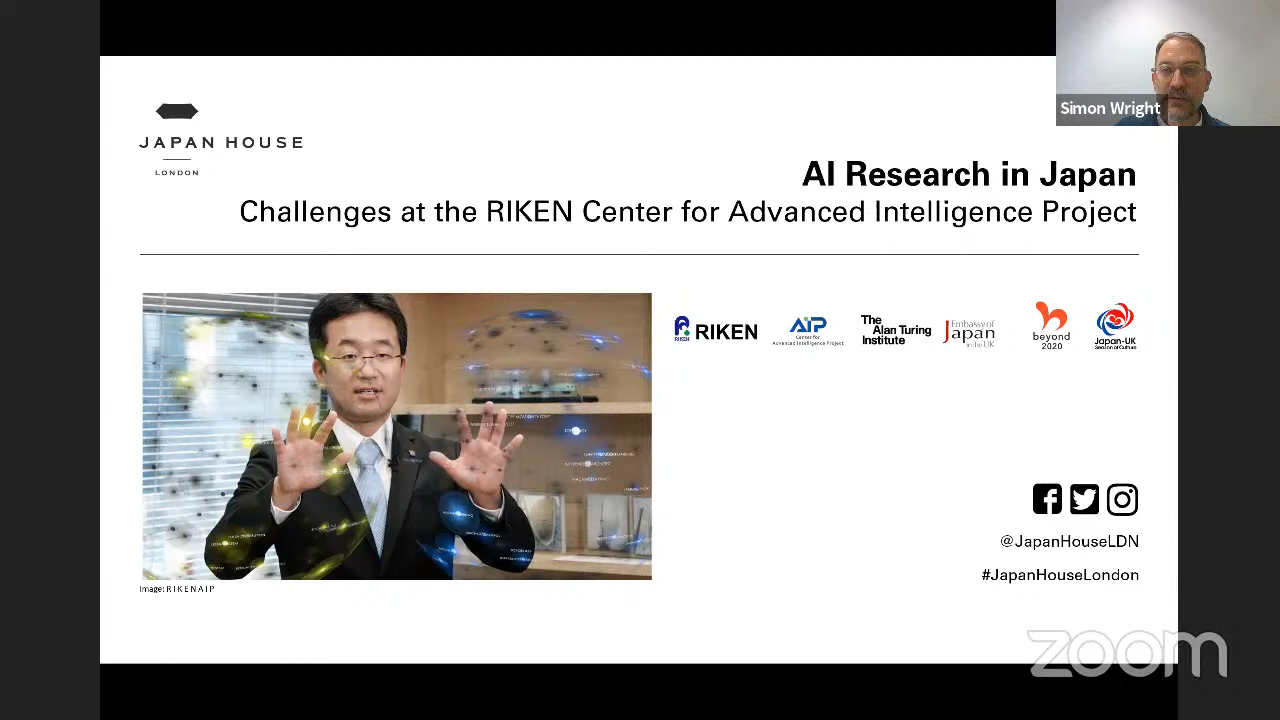 Simon Wright
JAPAN HOUSE
LONDON
AI Research in Japan
Challenges at the RIKEN Center for Advanced Intelligence Project
RIKEN
RIKEN
AIP
Center for
Advanced Intelligence Project
The
Alan Turing
Institute
Embassy of
Japan
in the UK
beyond
2020
Japan-UK
Season of Culture
@JapanHouseLDN
#JapanHouseLondon
Image: RIKEN AIP
zoom